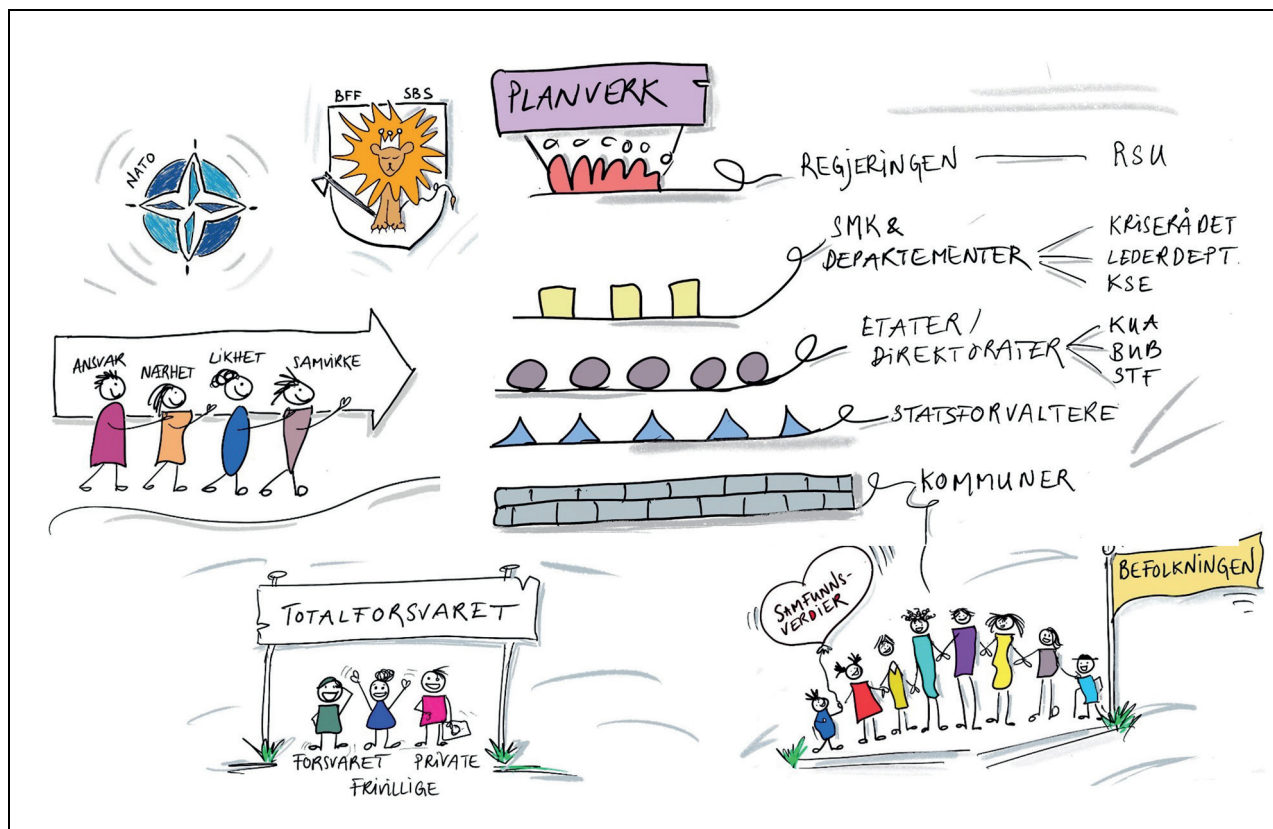 BFF SBS
NATO
PLANVERK
REGJERINGEN — RSU
SMK &
DEPARTEMENTER
KRISERÅDET
LEDERDEPT.
KSE
ETATER/
DIREKTORATER
KUA
BUB
STF
STATSFORVALTERE
KOMMUNER
ANSVAR
NÆRHET
LIKHET
SAMVIRKE
TOTALFORSVARET
FORSVARET PRIVATE
FRIVILLIGE
SAMFUNNS-
VERDIER
BEFOLKNINGEN